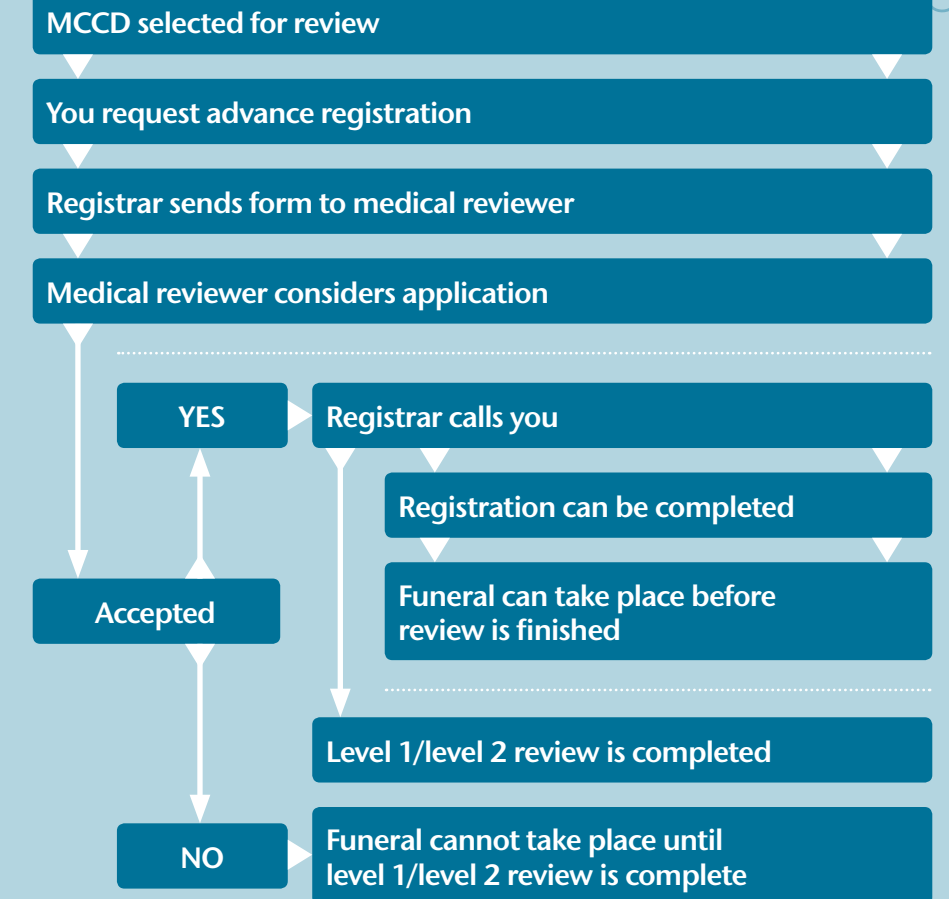 MCCD selected for review
You request advance registration
Registrar sends form to medical reviewer
Medical reviewer considers application
YES
Registrar calls you
Registration can be completed
Accepted
Funeral can take place before
review is finished
Level 1/level 2 review is completed
NO
Funeral cannot take place until
level 1/level 2 review is complete